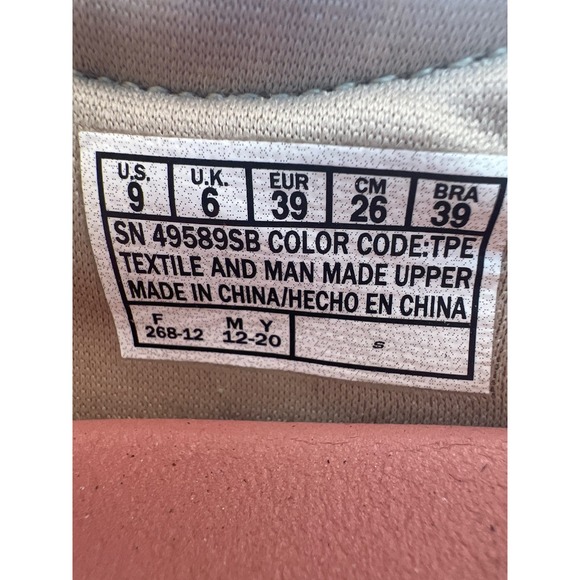 U.S. U.K. EUR CM BRA
9 6 39 26 39
SN 49589SB COLOR CODE:TPE
TEXTILE AND MAN MADE UPPER
MADE IN CHINA/HECHO EN CHINA
F M Y
268-12 12-20 S